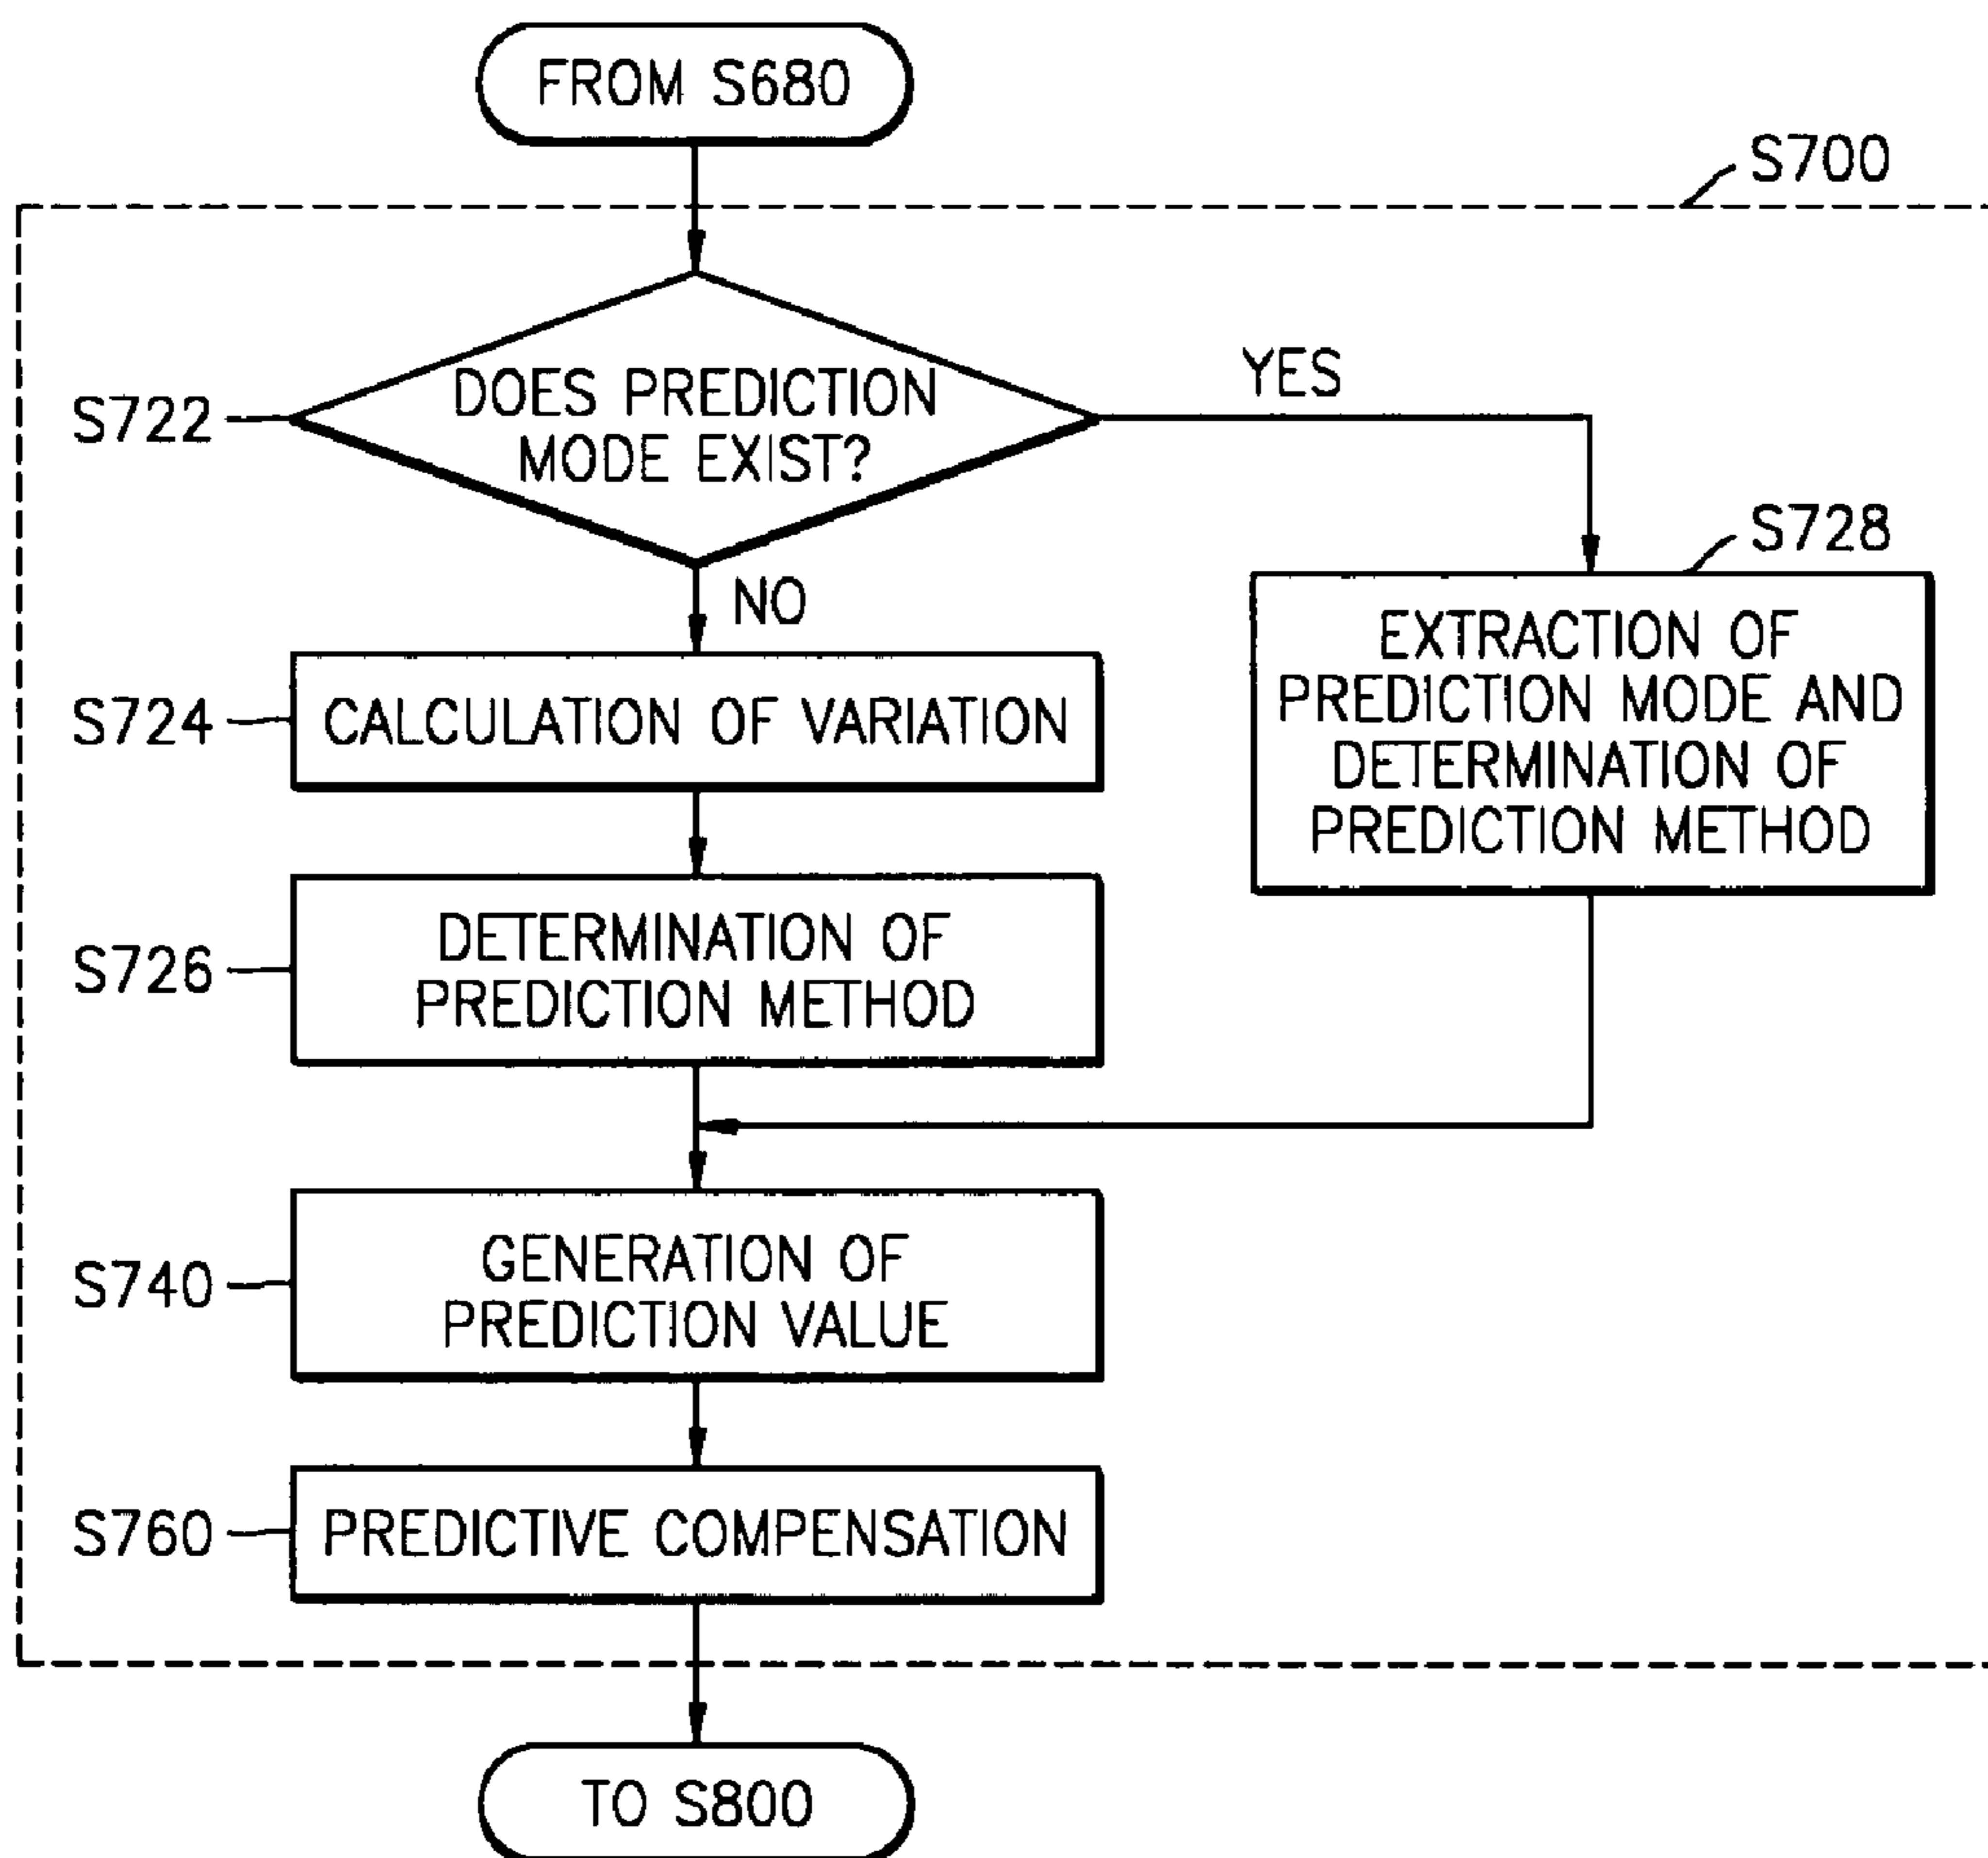 FROM S680
S700
S722
DOES PREDICTION
MODE EXIST?
YES
NO
S728
EXTRACTION OF
PREDICTION MODE AND
DETERMINATION OF
PREDICTION METHOD
S724
CALCULATION OF VARIATION
S726
DETERMINATION OF
PREDICTION METHOD
S740
GENERATION OF
PREDICTION VALUE
S760
PREDICTIVE COMPENSATION
TO S800